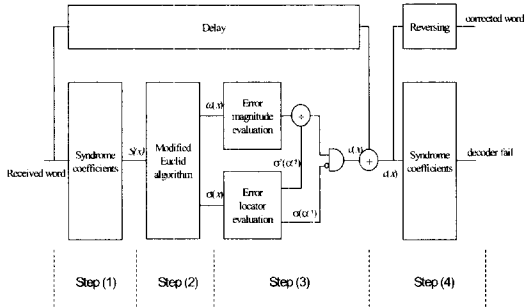 Delay
Reversing
corrected word
Received word
Syndrome
coefficients
S(x)
Modified
Euclid
algorithm
ω(x)
σ(x)
Error
magnitude
evaluation
÷
Error
locator
evaluation
σ'(α⁻ⁱ)
σ(α⁻ⁱ)
+
c(x)
Syndrome
coefficients
decoder fail
Step (1)
Step (2)
Step (3)
Step (4)